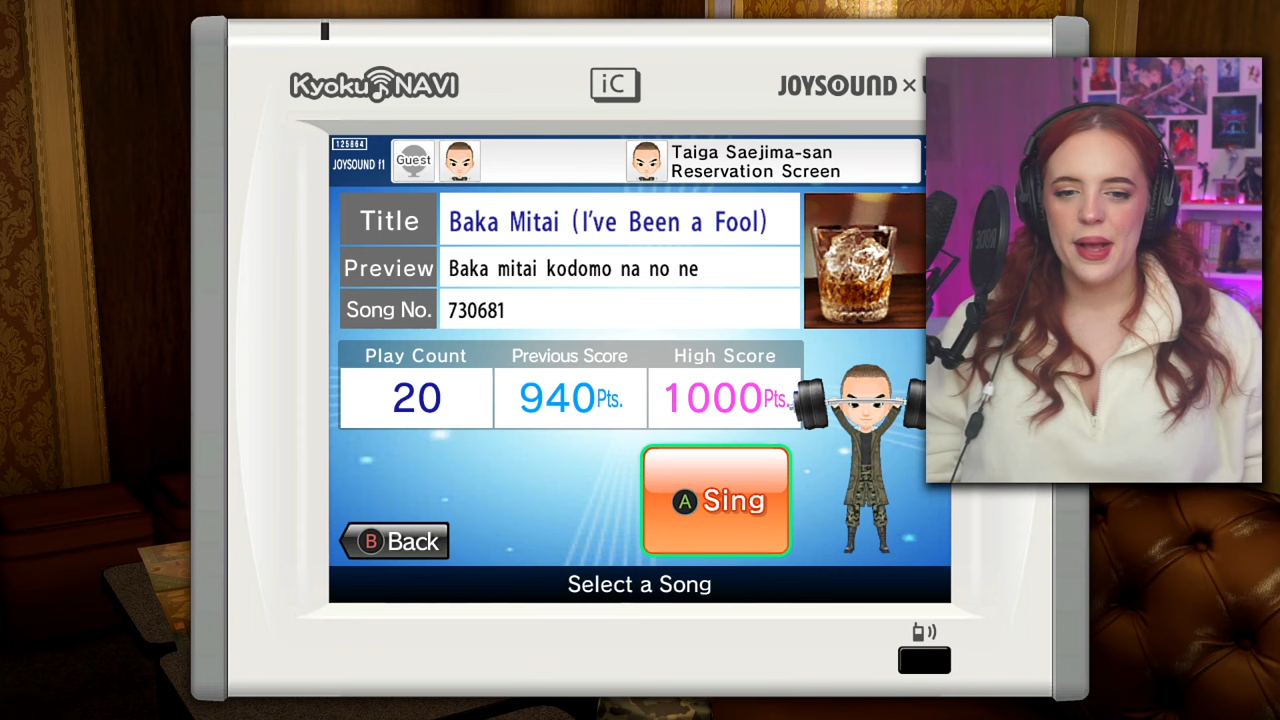 KyokuNAVI
iC
JOYSOUND ×
125864
JOYSOUND f1
Guest
Taiga Saejima-san
Reservation Screen
Title
Baka Mitai (I've Been a Fool)
Preview
Baka mitai kodomo na no ne
Song No.
730681
Play Count
Previous Score
High Score
20
940Pts.
1000Pts.
A Sing
B Back
Select a Song